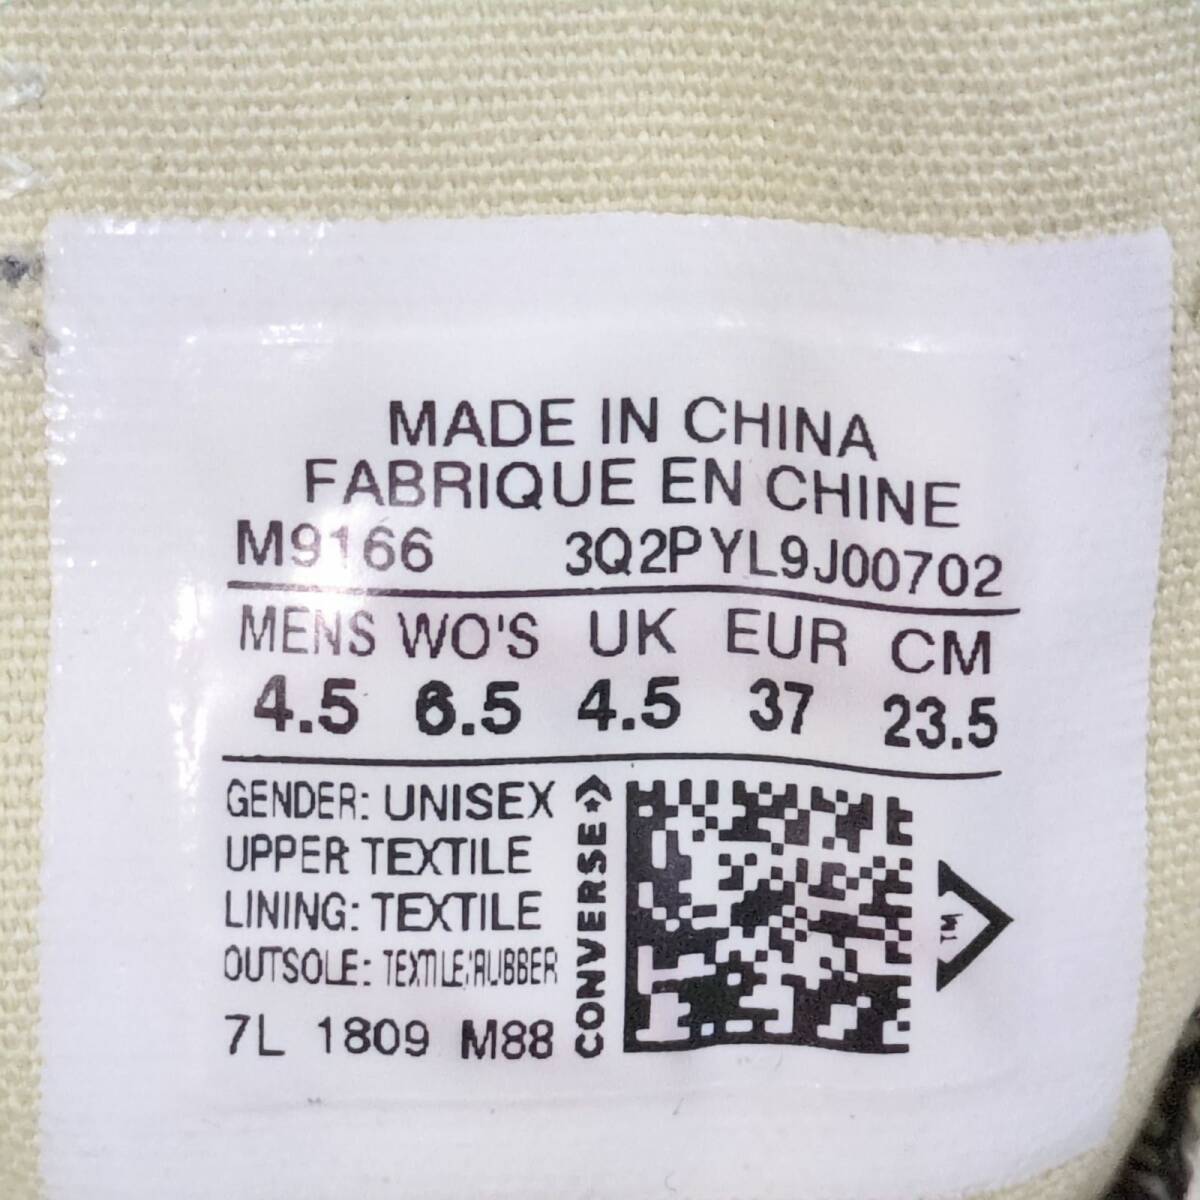 MADE IN CHINA
FABRIQUE EN CHINE
M9166 3Q2PYL9J00702
MENS WO'S UK EUR CM
4.5 6.5 4.5 37 23.5
GENDER: UNISEX
UPPER TEXTILE
LINING: TEXTILE
OUTSOLE: TEXTILE/RUBBER
7L 1809 M88
CONVERSE